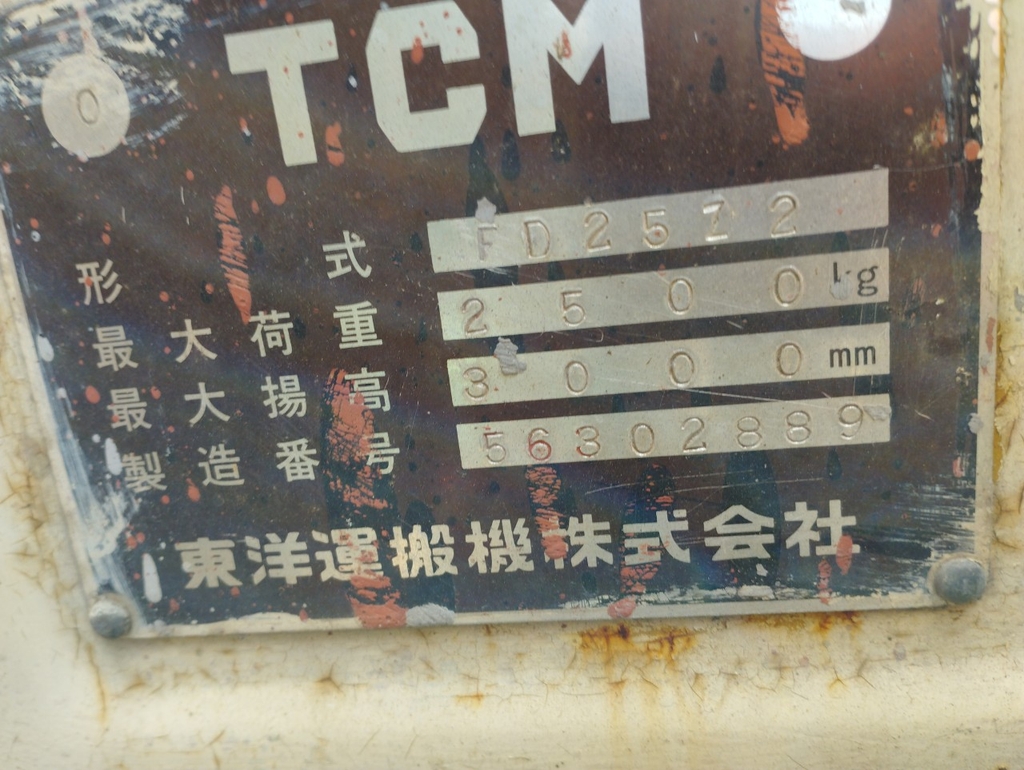 TCM
形 式 FD25Z2
最大荷重 2500 kg
最大揚高 3000 mm
製造番号 56302889
東洋運搬機株式会社